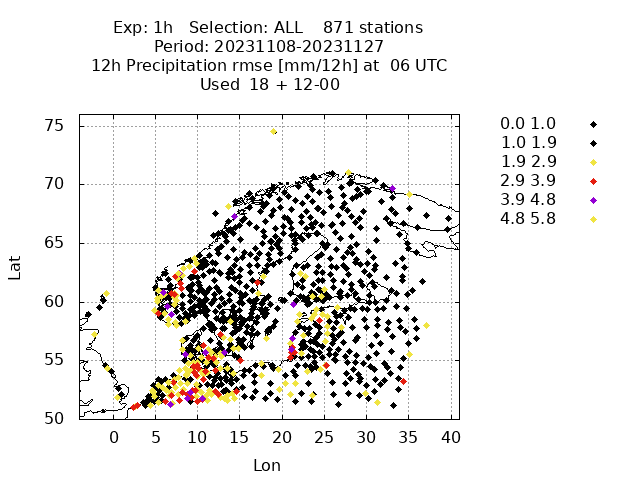 Exp: 1h   Selection: ALL    871 stations
Period: 20231108-20231127
12h Precipitation rmse [mm/12h] at  06 UTC
Used  18 + 12-00
0.0 1.0
1.0 1.9
1.9 2.9
2.9 3.9
3.9 4.8
4.8 5.8
75
70
65
60
55
50
Lat
0 5 10 15 20 25 30 35 40
Lon